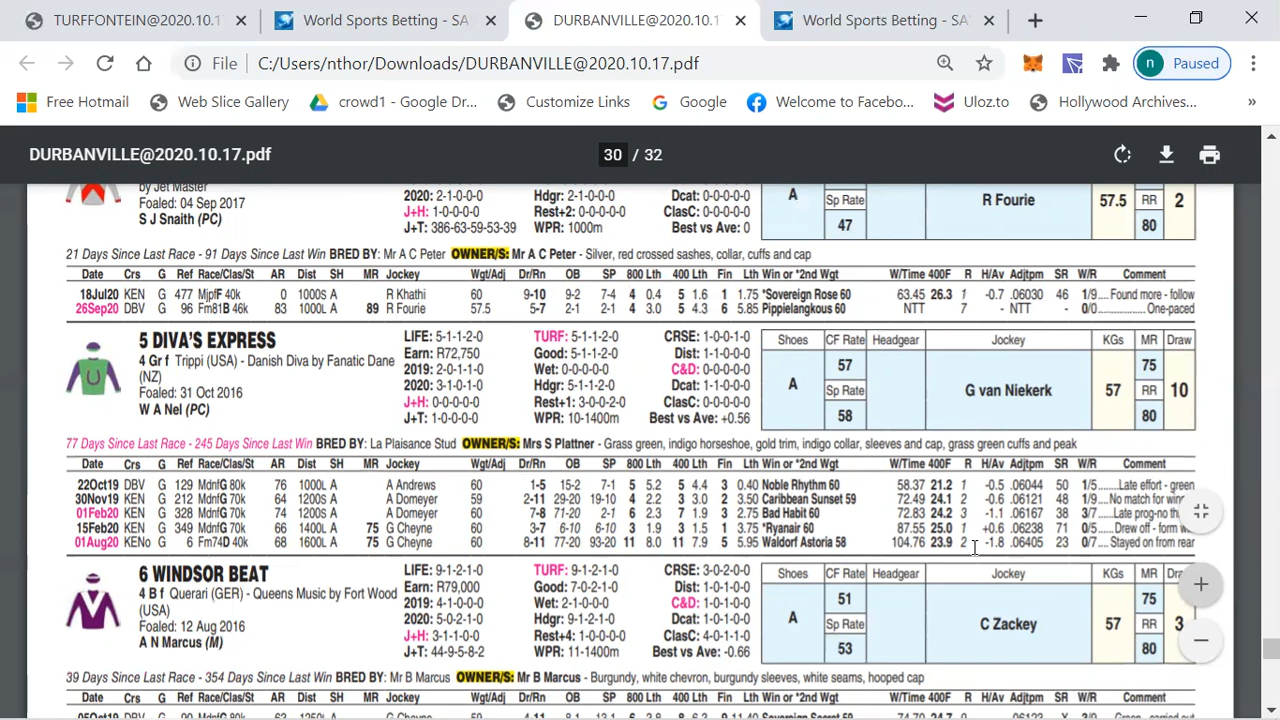 TURFFONTEIN@2020.10.1 World Sports Betting - SA DURBANVILLE@2020.10.1 World Sports Betting - SA
File C:/Users/nthor/Downloads/DURBANVILLE@2020.10.17.pdf n Paused
Free Hotmail Web Slice Gallery crowd1 - Google Dr... Customize Links Google Welcome to Faceb... Uloz.to Hollywood Archives... »
DURBANVILLE@2020.10.17.pdf 30 / 32
by Jet Master 2020: 2-1-0-0-0 Hdgr: 2-1-0-0-0 Dcat: 0-0-0-0-0 A Sp Rate R Fourie 57.5 RR 2
Foaled: 04 Sep 2017 J+H: 1-0-0-0-0 Rest+2: 0-0-0-0-0 ClasC: 0-0-0-0-0
S J Snaith (PC) J+T: 386-63-59-53-39 WPR: 1000m Best vs Ave: 0 47 80
21 Days Since Last Race - 91 Days Since Last Win BRED BY: Mr A C Peter OWNER/S: Mr A C Peter - Silver, red crossed sashes, collar, cuffs and cap
Date Crs G Ref Race/Clas/St AR Dist SH MR Jockey Wgt/Adj Dr/Rn OB SP 800 Lth 400 Lth Fin Lth Win or *2nd Wgt W/Time 400F R H/Av Adjtpm SR W/R Comment
18Jul20 KEN G 477 MjpfF 40k 0 1000S A R Khathi 60 9-10 9-2 7-4 4 0.4 5 1.6 1 1.75 *Sovereign Rose 60 63.45 26.3 1 -0.7 .06030 46 1/9.... Found more - follow
26Sep20 DBV G 96 Fm81B 46k 83 1000L A 89 R Fourie 57.5 5-7 2-1 2-1 4 3.0 5 4.3 6 5.85 Pippielangkous 60 NTT NTT 7 - NTT - 0/0.... One-paced
5 DIVA'S EXPRESS LIFE: 5-1-1-2-0 TURF: 5-1-1-2-0 CRSE: 1-0-0-1-0 Shoes CF Rate Headgear Jockey KGs MR Draw
4 Gr f Trippi (USA) - Danish Diva by Fanatic Dane Earn: R72,750 Good: 5-1-1-2-0 Dist: 1-1-0-0-0 57 75
(NZ) 2019: 2-0-1-1-0 Wet: 0-0-0-0-0 C&D: 0-0-0-0-0
Foaled: 31 Oct 2016 2020: 3-1-0-1-0 Hdgr: 5-1-1-2-0 Dcat: 1-1-0-0-0 A Sp Rate G van Niekerk 57 RR 10
W A Nel (PC) J+H: 0-0-0-0-0 Rest+1: 3-0-0-2-0 ClasC: 0-0-0-0-0
J+T: 1-0-0-0-0 WPR: 10-1400m Best vs Ave: +0.56 58 80
77 Days Since Last Race - 245 Days Since Last Win BRED BY: La Plaisance Stud OWNER/S: Mrs S Plattner - Grass green, indigo horseshoe, gold trim, indigo collar, sleeves and cap, grass green cuffs and peak
Date Crs G Ref Race/Clas/St AR Dist SH MR Jockey Wgt/Adj Dr/Rn OB SP 800 Lth 400 Lth Fin Lth Win or *2nd Wgt W/Time 400F R H/Av Adjtpm SR W/R Comment
22Oct19 DBV G 129 MdnfG 70k 76 1000L A A Andrews 60 1-5 15-2 7-1 5 5.2 5 4.4 3 0.40 Noble Rhythm 60 58.37 21.2 1 -0.5 .06044 50 1/5..... Late effort - green
30Nov19 KEN G 212 MdnfG 70k 64 1200S A A Domeyer 59 2-11 29-20 19-10 4 2.2 3 3.0 2 3.50 Caribbean Sunset 59 72.49 24.1 2 -0.6 .06121 48 1/9.. No match for win
01Feb20 KEN G 328 MdnfG 70k 74 1200L A A Domeyer 60 7-8 71-20 2-1 6 2.3 7 1.9 3 2.75 Bad Habit 60 72.83 24.2 3 -1.1 .06167 38 3/7.. Late prog-no th
15Feb20 KEN G 349 MdnfG 70k 66 1400L A 75 G Cheyne 60 3-7 6-10 6-10 3 1.9 3 1.5 1 3.75 *Ryanair 60 87.55 25.0 1 +0.6 .06238 71 0/5..... Drew off - form w
01Aug20 KENo G 6 Fm74D 40k 68 1600L A 75 G Cheyne 60 8-11 77-20 93-20 11 8.0 11 7.9 5 5.95 Waldorf Astoria 58 104.76 23.9 2 -1.8 .06405 23 0/7.... Stayed on from rear
6 WINDSOR BEAT LIFE: 9-1-2-1-0 TURF: 9-1-2-1-0 CRSE: 3-0-2-0-0 Shoes CF Rate Headgear Jockey KGs MR Draw
4 B f Querari (GER) - Queens Music by Fort Wood Earn: R79,000 Good: 7-0-2-1-0 Dist: 1-0-1-0-0 51 75
(USA) 2019: 4-1-0-0-0 Wet: 2-1-0-0-0 C&D: 1-0-1-0-0
Foaled: 12 Aug 2016 2020: 5-0-2-1-0 Hdgr: 9-1-2-1-0 Dcat: 1-0-1-0-0 A Sp Rate C Zackey 57 RR 3
A N Marcus (M) J+H: 3-1-1-0-0 Rest+4: 1-0-0-0-0 ClasC: 4-0-1-1-0
J+T: 44-9-5-8-2 WPR: 11-1400m Best vs Ave: -0.66 53 80
39 Days Since Last Race - 354 Days Since Last Win BRED BY: Mr B Marcus OWNER/S: Mr B Marcus - Burgundy, white chevron, burgundy sleeves, white seams, hooped cap
Date Crs G Ref Race/Clas/St AR Dist SH MR Jockey Wgt/Adj Dr/Rn OB SP 800 Lth 400 Lth Fin Lth Win or *2nd Wgt W/Time 400F R H/Av Adjtpm SR W/R Comment